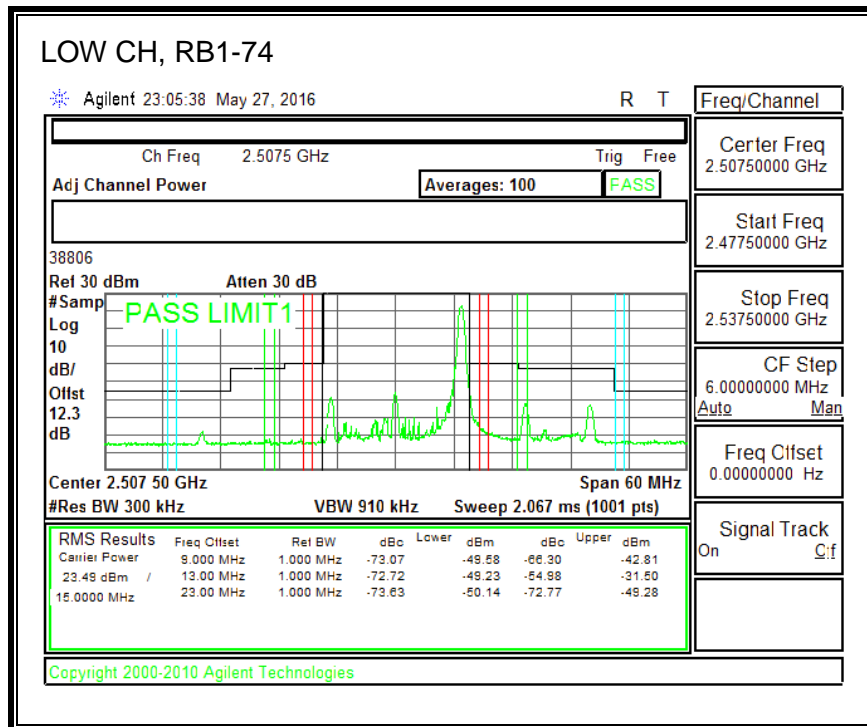 LOW CH, RB1-74
Agilent 23:05:38 May 27, 2016 R T
Freq/Channel
Ch Freq 2.5075 GHz Trig Free
Adj Channel Power Averages: 100 PASS
Center Freq
2.50750000 GHz
Start Freq
2.47750000 GHz
38806
Ref 30 dBm Atten 30 dB
#Samp
Log
10
dB/
Offst
12.3
dB
PASS LIMIT1
Stop Freq
2.53750000 GHz
CF Step
6.00000000 MHz
Auto Man
Freq Offset
0.00000000 Hz
Center 2.507 50 GHz Span 60 MHz
#Res BW 300 kHz VBW 910 kHz Sweep 2.067 ms (1001 pts)
Signal Track
On Off
RMS Results Freq Offset Ref BW dBc Lower dBm dBc Upper dBm
Carrier Power 9.000 MHz 1.000 MHz -73.07 -49.58 -66.30 -42.81
23.49 dBm / 13.00 MHz 1.000 MHz -72.72 -49.23 -54.98 -31.50
15.0000 MHz 23.00 MHz 1.000 MHz -73.63 -50.14 -72.77 -49.28
Copyright 2000-2010 Agilent Technologies